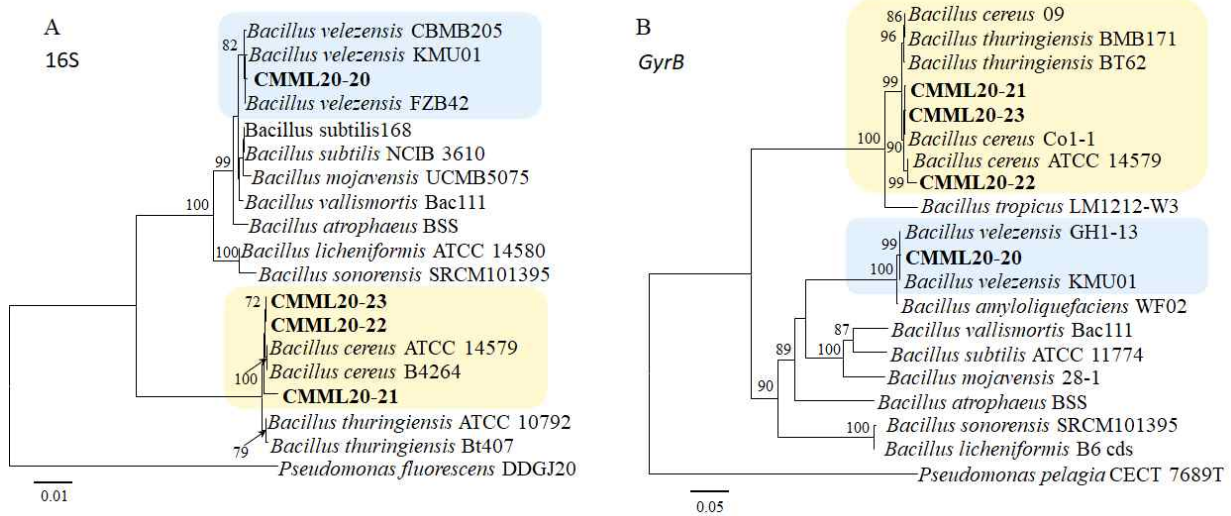 A
16S
82
Bacillus velezensis CBMB205
Bacillus velezensis KMU01
CMML20-20
Bacillus velezensis FZB42
Bacillus subtilis168
Bacillus subtilis NCIB 3610
99
Bacillus mojavensis UCMB5075
Bacillus vallismortis Bac111
100
Bacillus atrophaeus BSS
100
Bacillus licheniformis ATCC 14580
Bacillus sonorensis SRCM101395
72
CMML20-23
CMML20-22
Bacillus cereus ATCC 14579
100
Bacillus cereus B4264
CMML20-21
Bacillus thuringiensis ATCC 10792
79
Bacillus thuringiensis Bt407
Pseudomonas fluorescens DDGJ20
0.01
B
GyrB
86
Bacillus cereus 09
96
Bacillus thuringiensis BMB171
Bacillus thuringiensis BT62
99
CMML20-21
CMML20-23
100
Bacillus cereus Co1-1
90
Bacillus cereus ATCC 14579
99
CMML20-22
Bacillus tropicus LM1212-W3
Bacillus velezensis GH1-13
99
CMML20-20
100
Bacillus velezensis KMU01
Bacillus amyloliquefaciens WF02
87
Bacillus vallismortis Bac111
89
100
Bacillus subtilis ATCC 11774
Bacillus mojavensis 28-1
90
Bacillus atrophaeus BSS
100
Bacillus sonorensis SRCM101395
Bacillus licheniformis B6 cds
Pseudomonas pelagia CECT 7689T
0.05